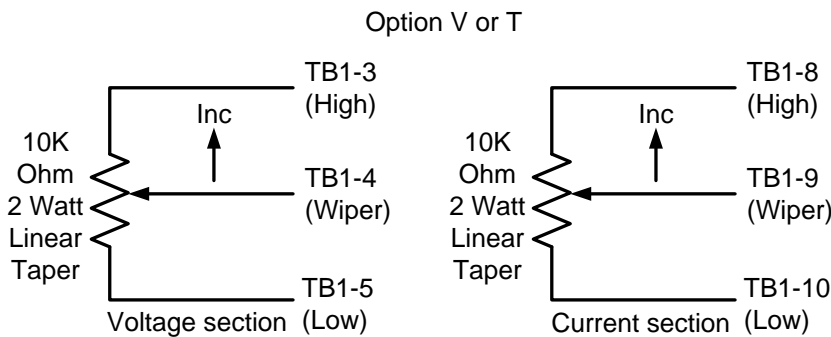 Option V or T
TB1-3
(High)
Inc
10K
Ohm
2 Watt
Linear
Taper
TB1-4
(Wiper)
TB1-5
(Low)
Voltage section
TB1-8
(High)
Inc
10K
Ohm
2 Watt
Linear
Taper
TB1-9
(Wiper)
TB1-10
(Low)
Current section